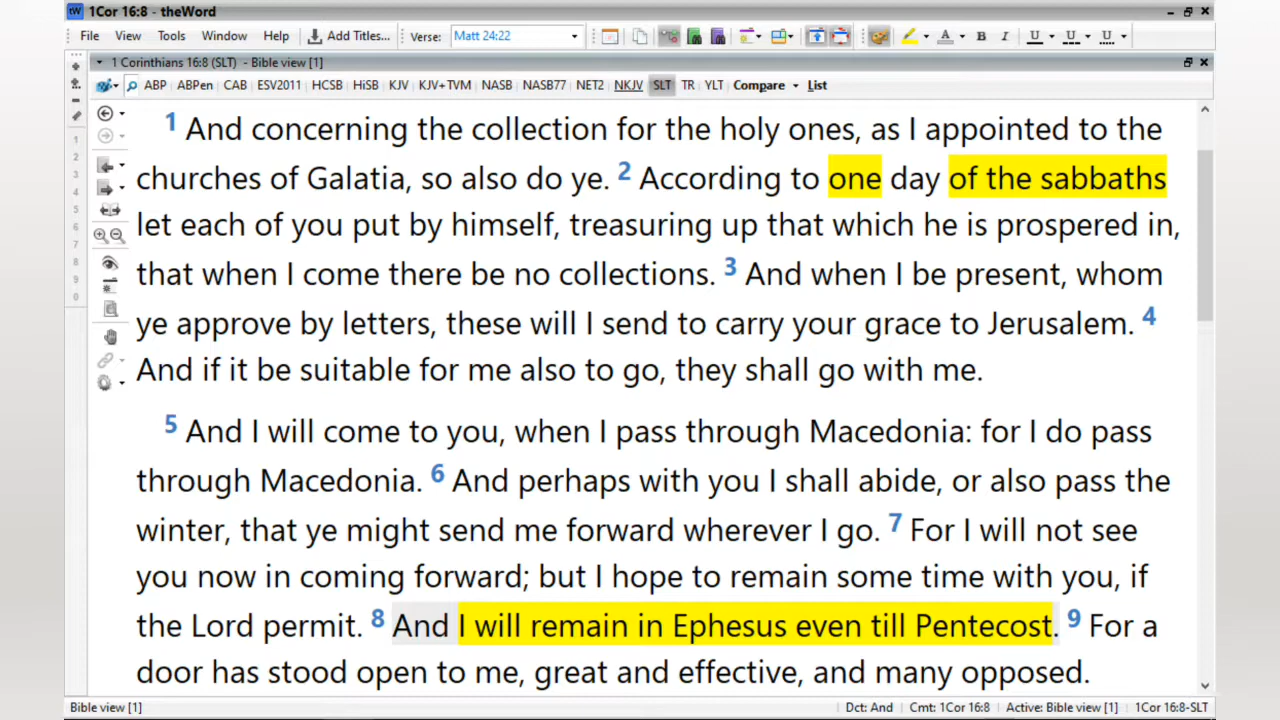 1Cor 16:8 - theWord
File View Tools Window Help Add Titles... Verse: Matt 24:22
1 Corinthians 16:8 (SLT) - Bible view [1]
ABP ABPen CAB ESV2011 HCSB HiSB KJV KJV+TVM NASB NASB77 NET2 NKJV SLT TR YLT Compare List
1 And concerning the collection for the holy ones, as I appointed to the
churches of Galatia, so also do ye. 2 According to one day of the sabbaths
let each of you put by himself, treasuring up that which he is prospered in,
that when I come there be no collections. 3 And when I be present, whom
ye approve by letters, these will I send to carry your grace to Jerusalem. 4
And if it be suitable for me also to go, they shall go with me.
5 And I will come to you, when I pass through Macedonia: for I do pass
through Macedonia. 6 And perhaps with you I shall abide, or also pass the
winter, that ye might send me forward wherever I go. 7 For I will not see
you now in coming forward; but I hope to remain some time with you, if
the Lord permit. 8 And I will remain in Ephesus even till Pentecost. 9 For a
door has stood open to me, great and effective, and many opposed.
Bible view [1] Dct: And Cmt: 1Cor 16:8 Active: Bible view [1] 1Cor 16:8-SLT